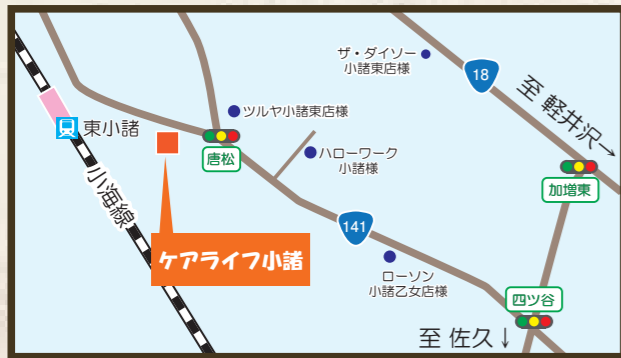 ザ・ダイソー
小諸東店様
18
至 軽井沢→
ツルヤ小諸東店様
東小諸
唐松
ハローワーク
小諸様
加増東
小海線
141
ケアライフ小諸
ローソン
小諸乙女店様
四ツ谷
至 佐久↓